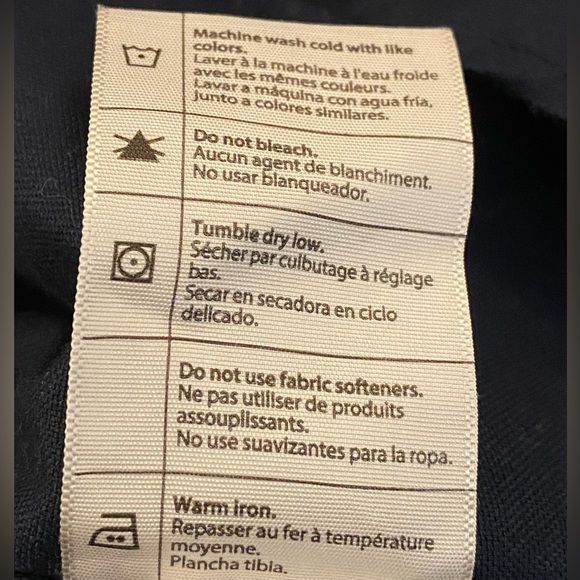 Machine wash cold with like
colors.
Laver à la machine à l'eau froide
avec les mêmes couleurs.
Lavar a máquina con agua fría,
junto a colores similares.
Do not bleach.
Aucun agent de blanchiment.
No usar blanqueador.
Tumble dry low.
Sécher par culbutage à réglage
bas.
Secar en secadora en ciclo
delicado.
Do not use fabric softeners.
Ne pas utiliser de produits
assouplissants.
No use suavizantes para la ropa.
Warm iron.
Repasser au fer à température
moyenne.
Plancha tibia.